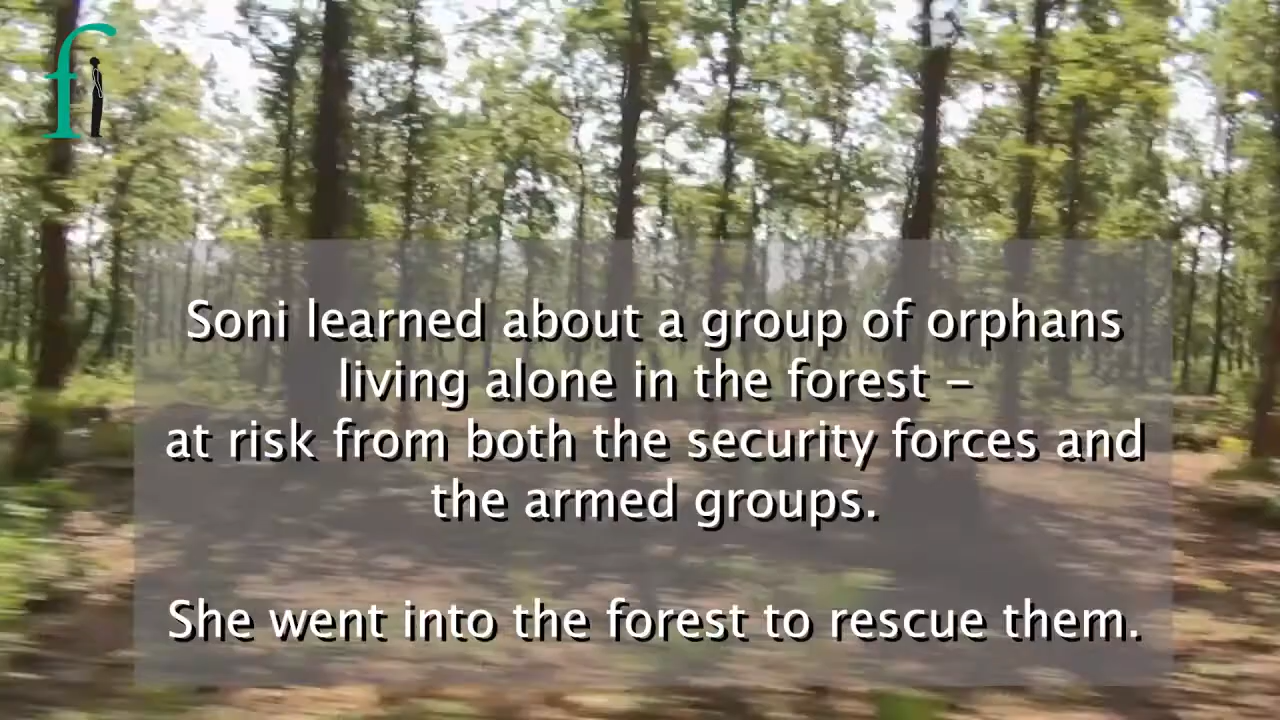 f
Soni learned about a group of orphans
living alone in the forest –
at risk from both the security forces and
the armed groups.
She went into the forest to rescue them.